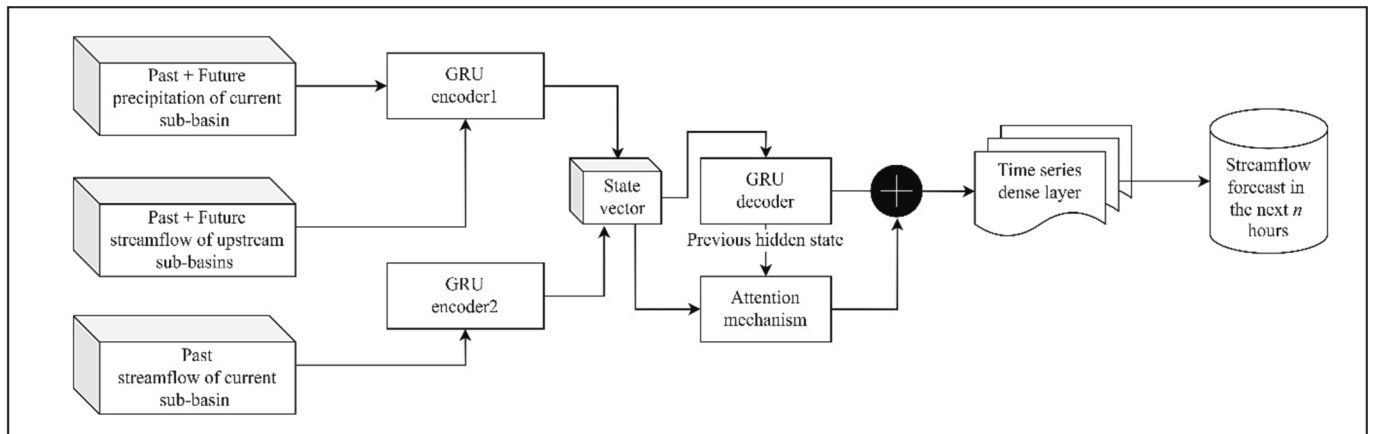 Past + Future
precipitation of current
sub-basin
GRU
encoder1
Past + Future
streamflow of upstream
sub-basins
GRU
encoder2
Past
streamflow of current
sub-basin
State
vector
GRU
decoder
Previous hidden state
Attention
mechanism
Time series
dense layer
Streamflow
forecast in
the next n
hours